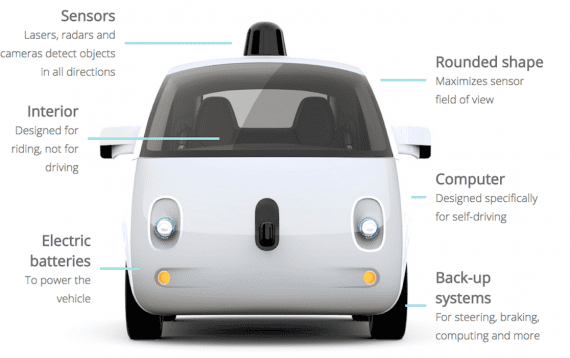 Sensors
Lasers, radars and
cameras detect objects
in all directions
Rounded shape
Maximizes sensor
field of view
Interior
Designed for
riding, not for
driving
Computer
Designed specifically
for self-driving
Electric
batteries
To power the
vehicle
Back-up
systems
For steering, braking,
computing and more